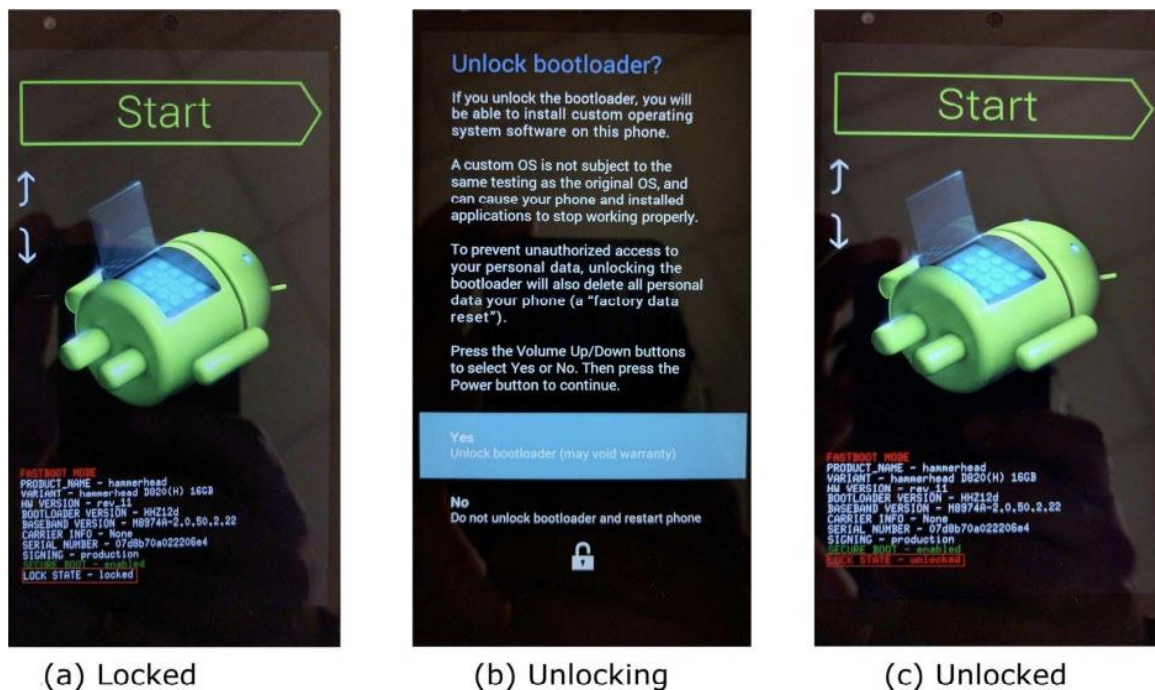 Start
FASTBOOT MODE
PRODUCT_NAME - hammerhead
VARIANT - hammerhead D820(H) 16GB
HW VERSION - rev_11
BOOTLOADER VERSION - HHZ12d
BASEBAND VERSION - M8974A-2.0.50.2.22
CARRIER INFO - None
SERIAL NUMBER - 07d8b70a022206e4
SIGNING - production
SECURE BOOT - enabled
LOCK STATE - locked
(a) Locked
Unlock bootloader?
If you unlock the bootloader, you will
be able to install custom operating
system software on this phone.
A custom OS is not subject to the
same testing as the original OS, and
can cause your phone and installed
applications to stop working properly.
To prevent unauthorized access to
your personal data, unlocking the
bootloader will also delete all personal
data your phone (a “factory data
reset”).
Press the Volume Up/Down buttons
to select Yes or No. Then press the
Power button to continue.
Yes
Unlock bootloader (may void warranty)
No
Do not unlock bootloader and restart phone
(b) Unlocking
Start
FASTBOOT MODE
PRODUCT_NAME - hammerhead
VARIANT - hammerhead D820(H) 16GB
HW VERSION - rev_11
BOOTLOADER VERSION - HHZ12d
BASEBAND VERSION - M8974A-2.0.50.2.22
CARRIER INFO - None
SERIAL NUMBER - 07d8b70a022206e4
SIGNING - production
SECURE BOOT - enabled
LOCK STATE - unlocked
(c) Unlocked